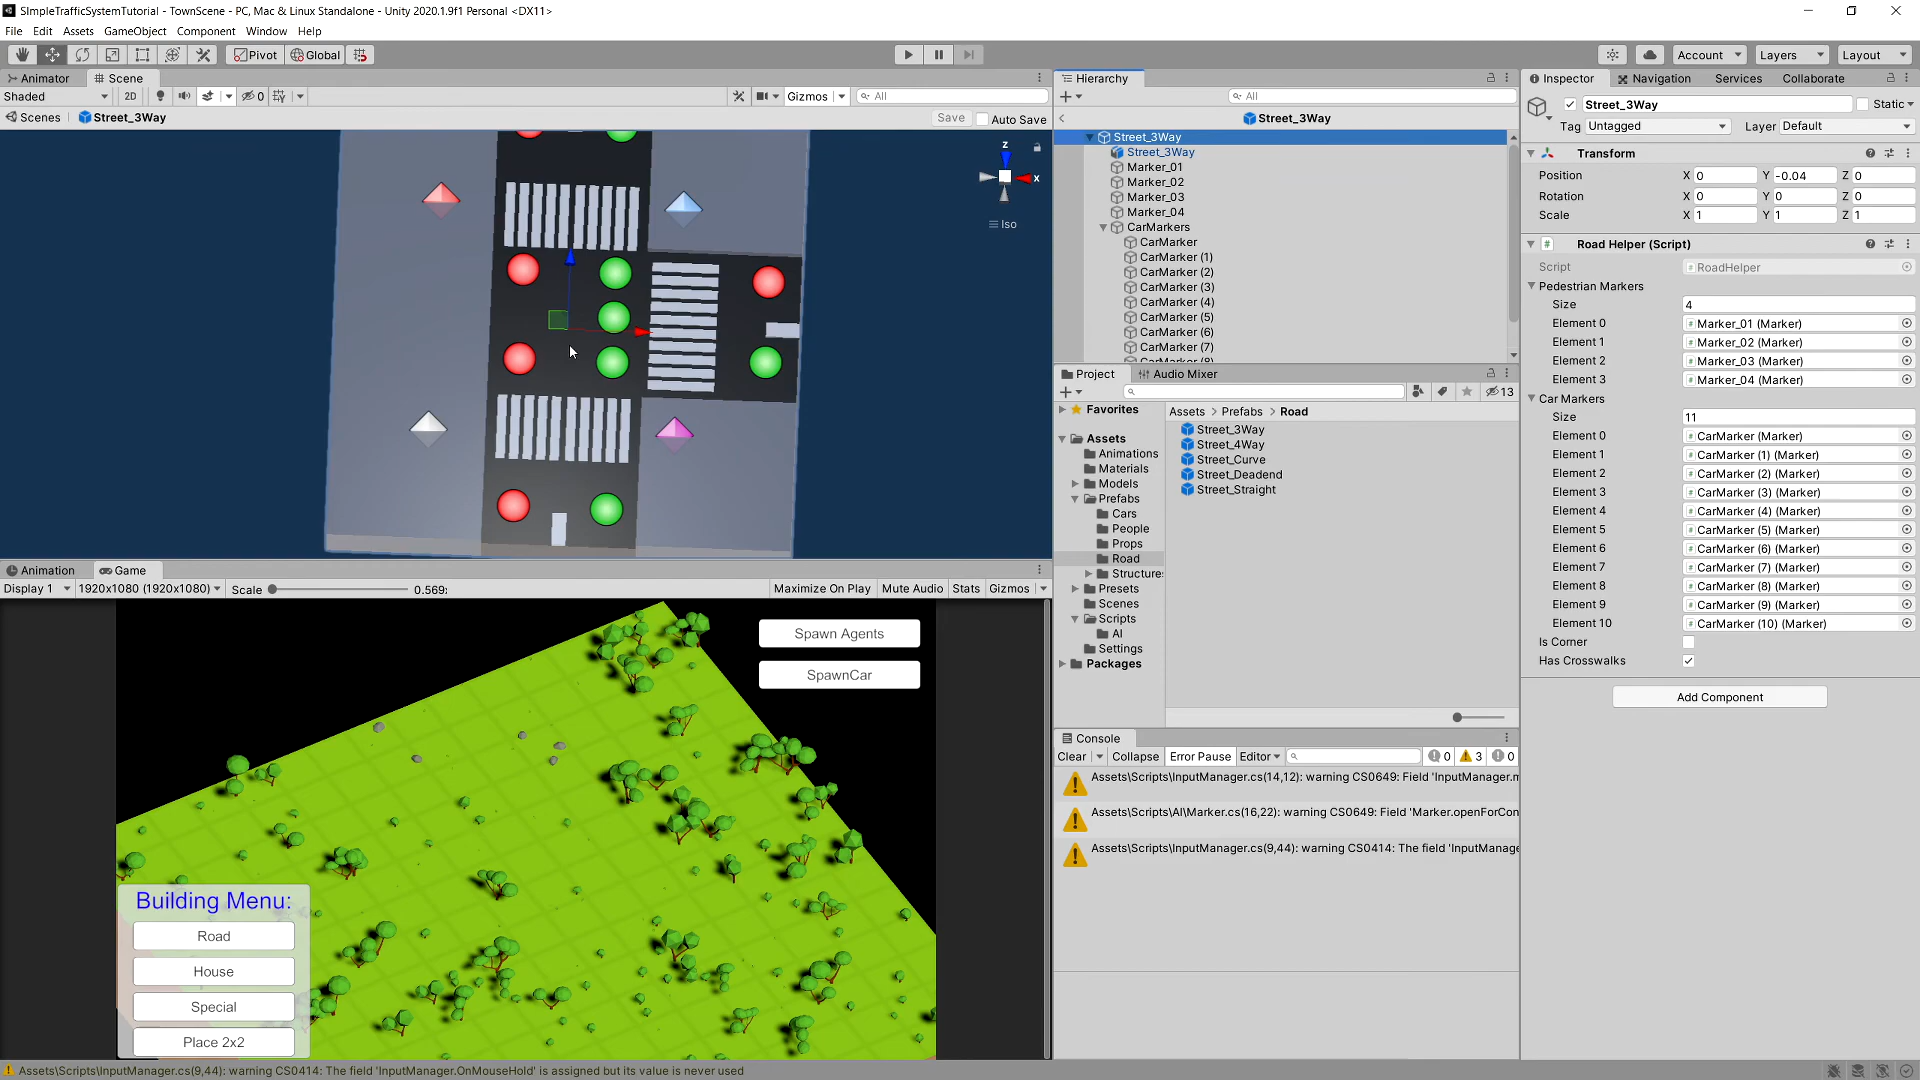 SImpleTrafficSystemTutorial - TownScene - PC, Mac & Linux Standalone - Unity 2020.1.9f1 Personal <DX11>
File Edit Assets GameObject Component Window Help
Pivot Global Account Layers Layout
Animator Scene
Shaded 2D 0 Gizmos All
Scenes Street_3Way Save Auto Save
z
x
Iso
Animation Game
Display 1 1920x1080 (1920x1080) Scale 0.569: Maximize On Play Mute Audio Stats Gizmos
Spawn Agents
SpawnCar
Building Menu:
Road
House
Special
Place 2x2
Hierarchy
All
Street_3Way
Street_3Way
Street_3Way
Marker_01
Marker_02
Marker_03
Marker_04
CarMarkers
CarMarker
CarMarker (1)
CarMarker (2)
CarMarker (3)
CarMarker (4)
CarMarker (5)
CarMarker (6)
CarMarker (7)
CarMarker (8)
Project Audio Mixer
13
Favorites
Assets
Animations
Materials
Models
Prefabs
Cars
People
Props
Road
Structure
Presets
Scenes
Scripts
AI
Settings
Packages
Assets > Prefabs > Road
Street_3Way
Street_4Way
Street_Curve
Street_Deadend
Street_Straight
Console
Clear Collapse Error Pause Editor 0 3 0
Assets\Scripts\InputManager.cs(14,12): warning CS0649: Field 'InputManager.m
Assets\Scripts\AI\Marker.cs(16,22): warning CS0649: Field 'Marker.openForCon
Assets\Scripts\InputManager.cs(9,44): warning CS0414: The field 'InputManage
Inspector Navigation Services Collaborate
Street_3Way Static
Tag Untagged Layer Default
Transform
Position X 0 Y -0.04 Z 0
Rotation X 0 Y 0 Z 0
Scale X 1 Y 1 Z 1
Road Helper (Script)
Script RoadHelper
Pedestrian Markers
Size 4
Element 0 Marker_01 (Marker)
Element 1 Marker_02 (Marker)
Element 2 Marker_03 (Marker)
Element 3 Marker_04 (Marker)
Car Markers
Size 11
Element 0 CarMarker (Marker)
Element 1 CarMarker (1) (Marker)
Element 2 CarMarker (2) (Marker)
Element 3 CarMarker (3) (Marker)
Element 4 CarMarker (4) (Marker)
Element 5 CarMarker (5) (Marker)
Element 6 CarMarker (6) (Marker)
Element 7 CarMarker (7) (Marker)
Element 8 CarMarker (8) (Marker)
Element 9 CarMarker (9) (Marker)
Element 10 CarMarker (10) (Marker)
Is Corner
Has Crosswalks
Add Component
Assets\Scripts\InputManager.cs(9,44): warning CS0414: The field 'InputManager.OnMouseHold' is assigned but its value is never used